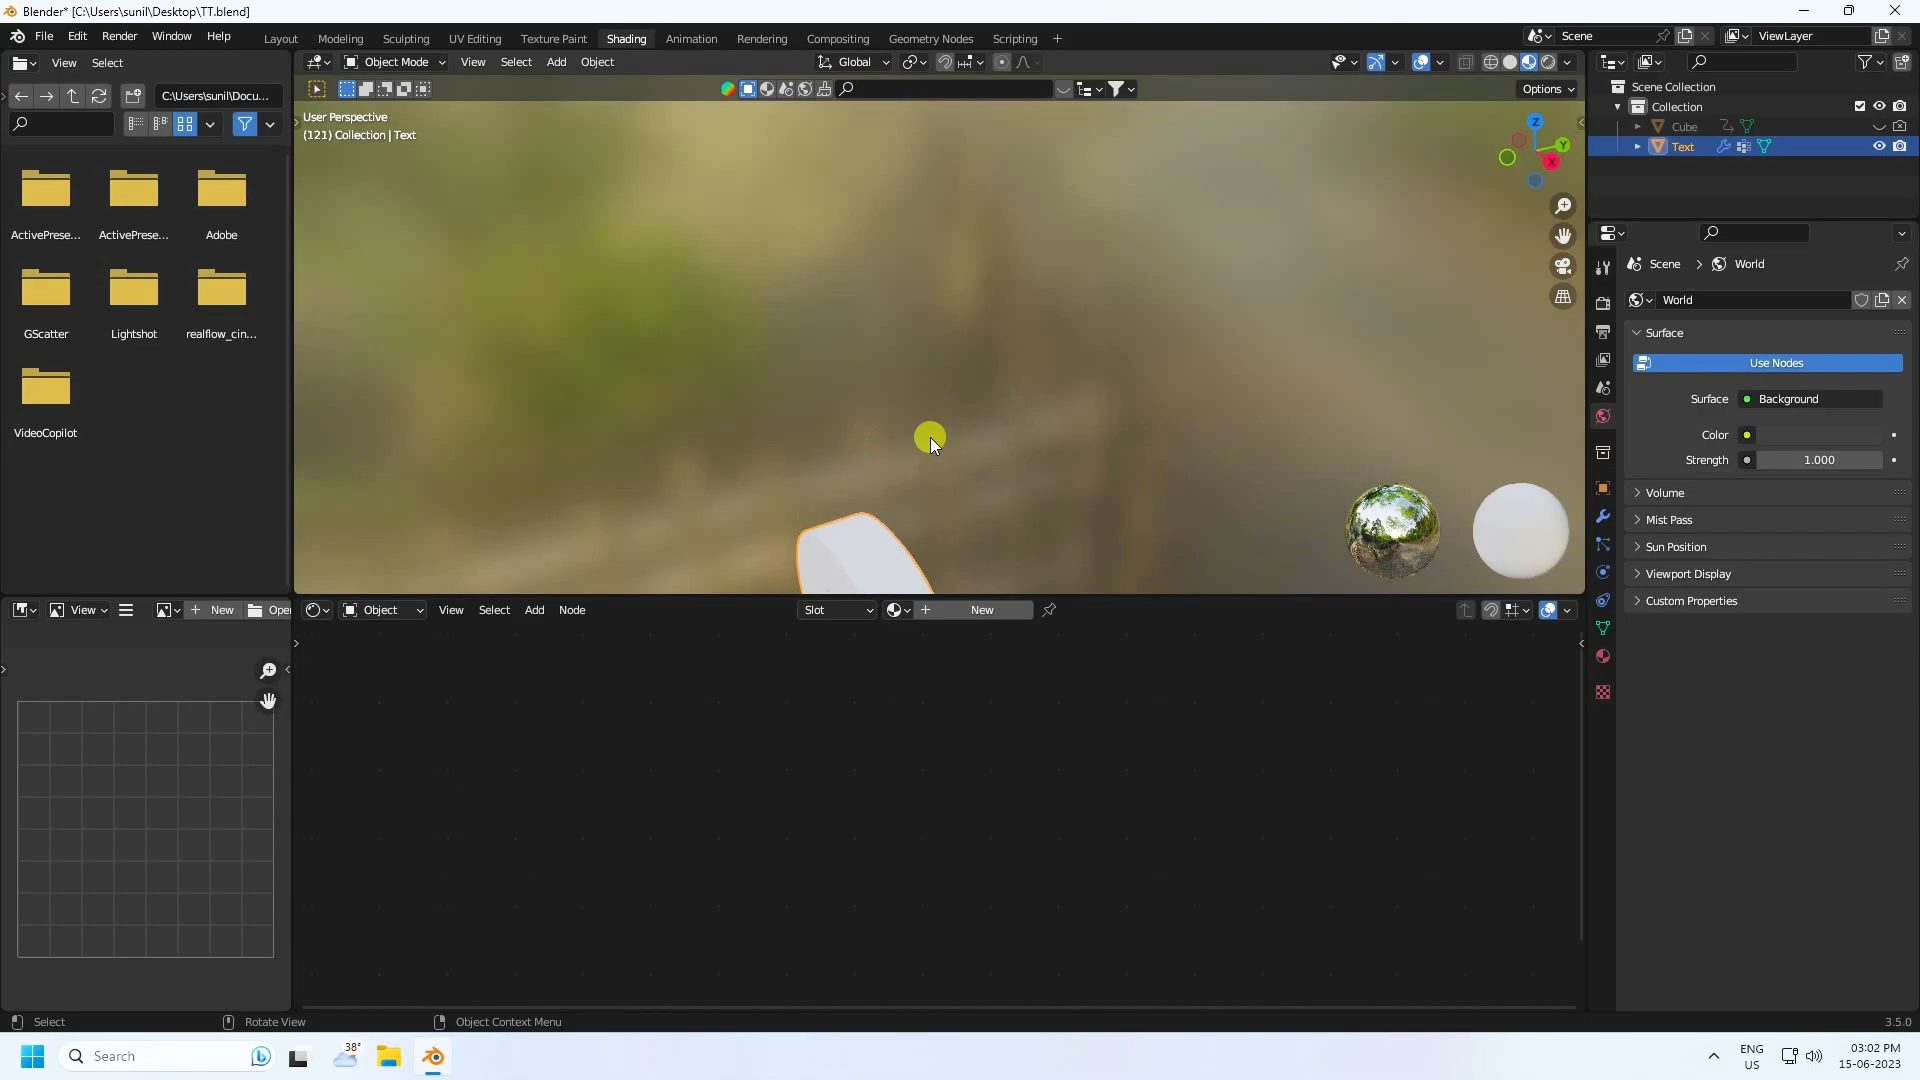 Blender* [C:\Users\sunil\Desktop\TT.blend]
File Edit Render Window Help
Layout Modeling Sculpting UV Editing Texture Paint Shading Animation Rendering Compositing Geometry Nodes Scripting +
Scene
ViewLayer
View Select
Object Mode View Select Add Object
Global
C:\Users\sunil\Docu...
Options
User Perspective
(121) Collection | Text
Z
Y
X
Scene Collection
Collection
Cube
Text
ActivePrese...
ActivePrese...
Adobe
GScatter
Lightshot
realflow_cin...
VideoCopilot
Scene > World
World
Surface
Use Nodes
Surface Background
Color
Strength 1.000
Volume
Mist Pass
Sun Position
Viewport Display
Custom Properties
View
+ New
Oper
Object View Select Add Node
Slot
+ New
Select
Rotate View
Object Context Menu
3.5.0
Search
38°
ENG
US
03:02 PM
15-06-2023